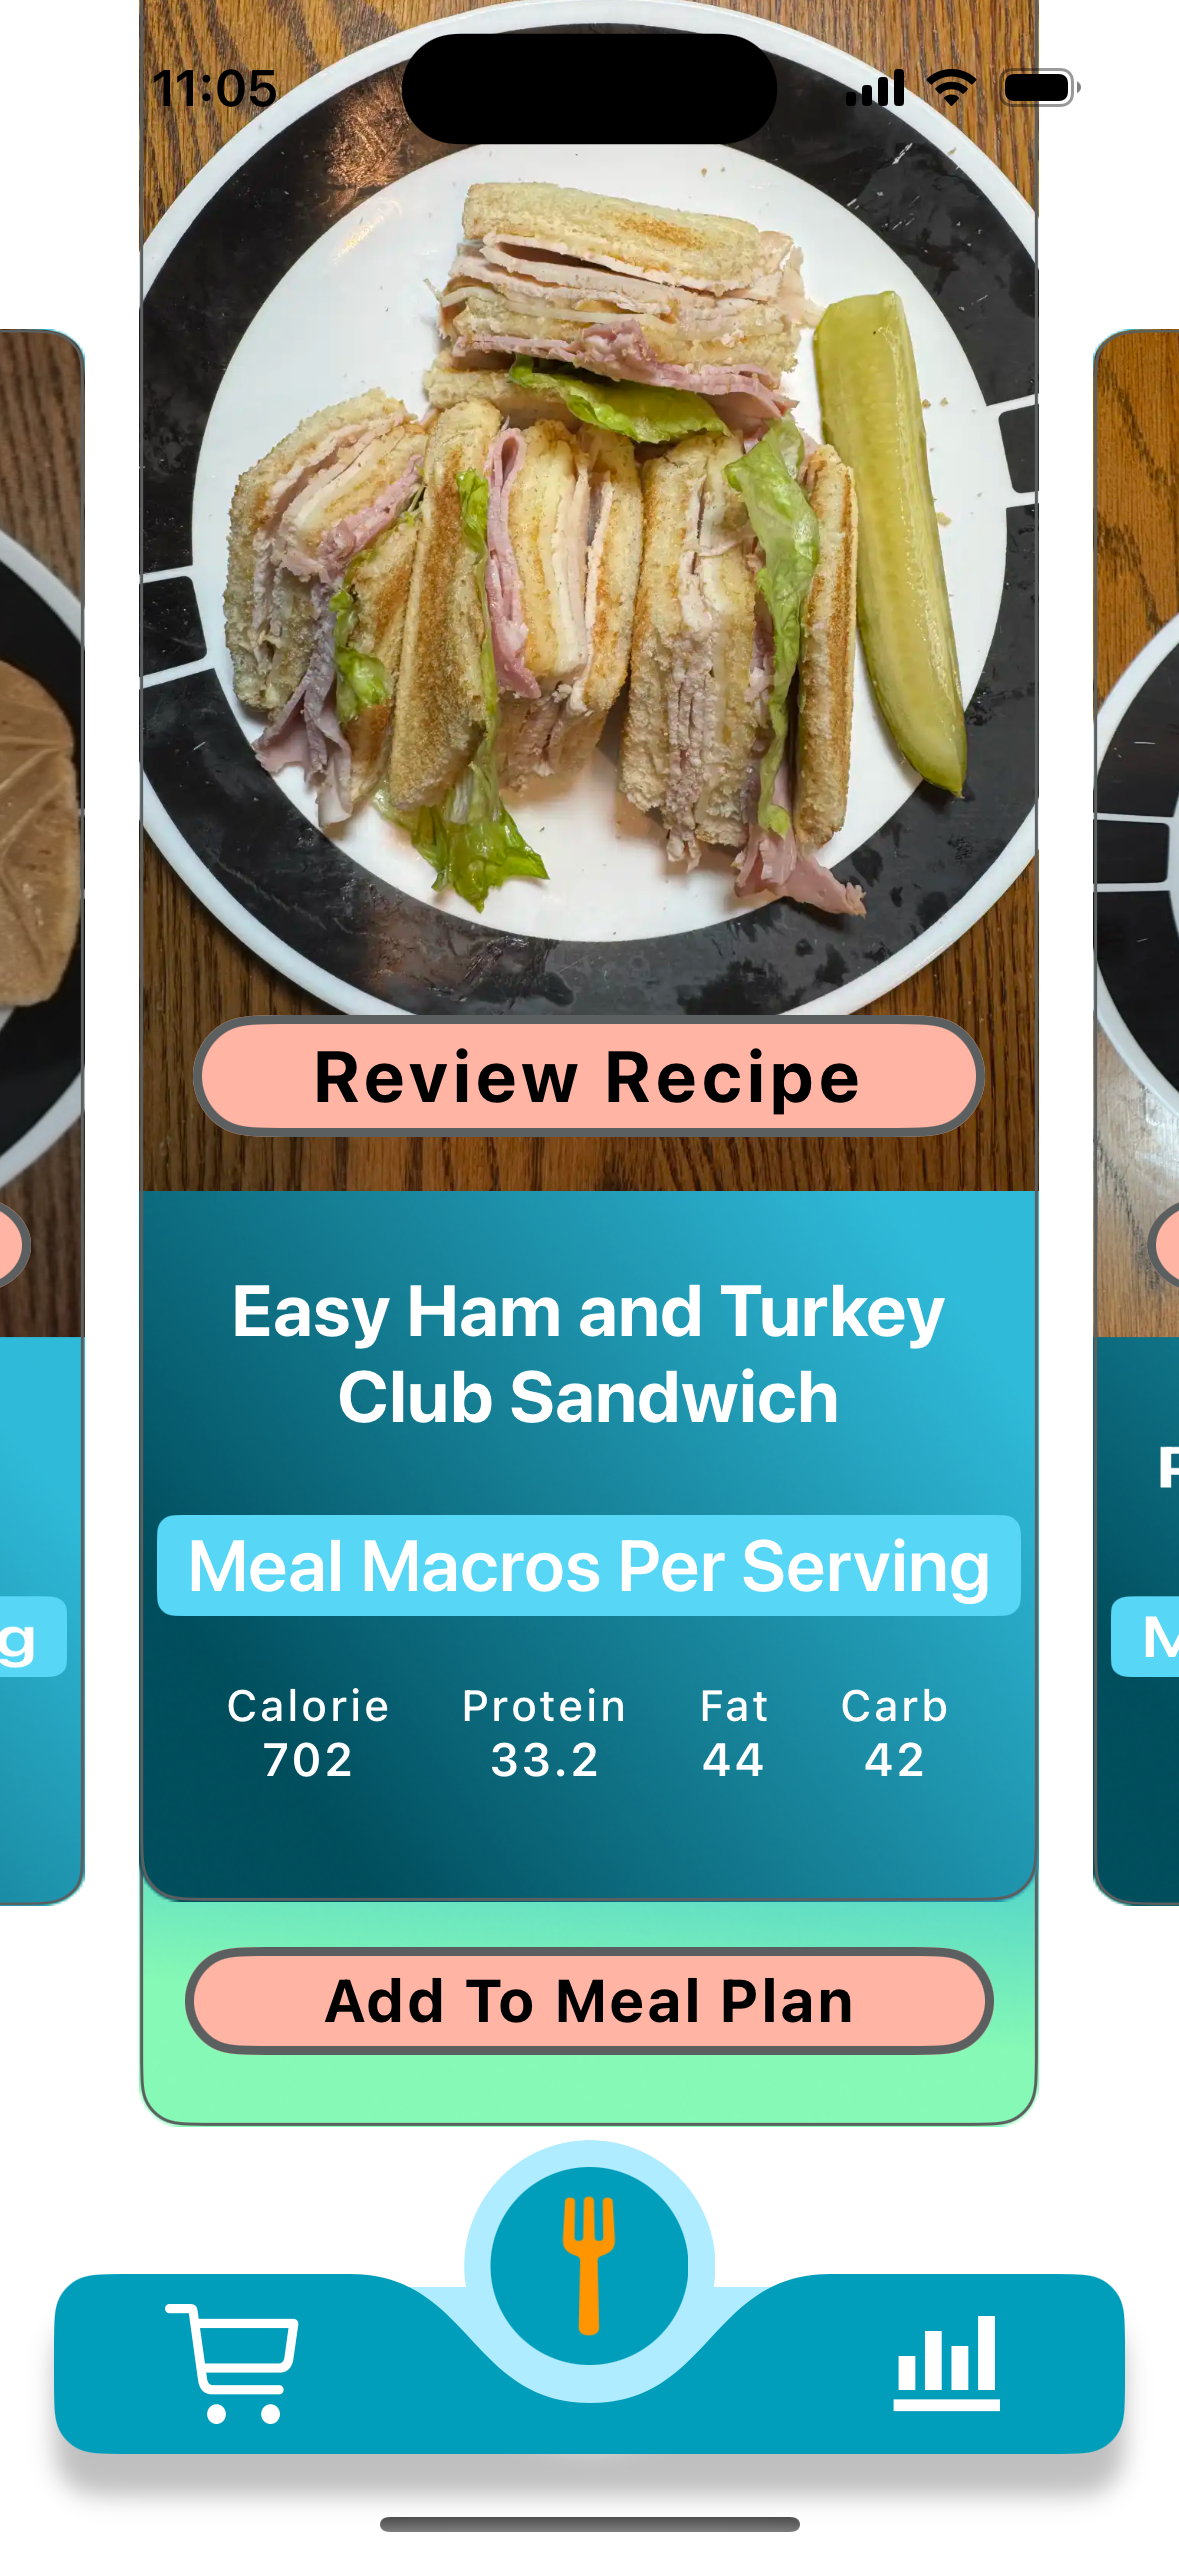 11:05
Review Recipe
Easy Ham and Turkey
Club Sandwich
Meal Macros Per Serving
Calorie Protein Fat Carb
702 33.2 44 42
Add To Meal Plan
g
M